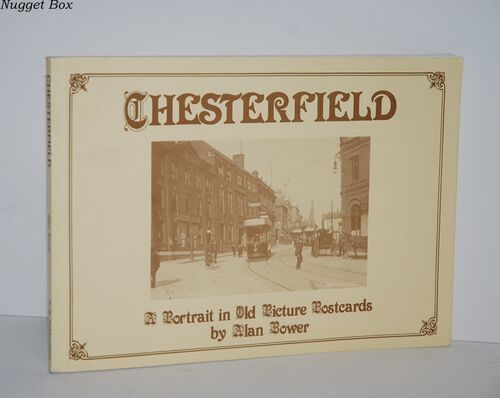 Nugget Box
CHESTERFIELD
CHESTERFIELD
A Portrait in Old Picture Postcards
by Alan Bower